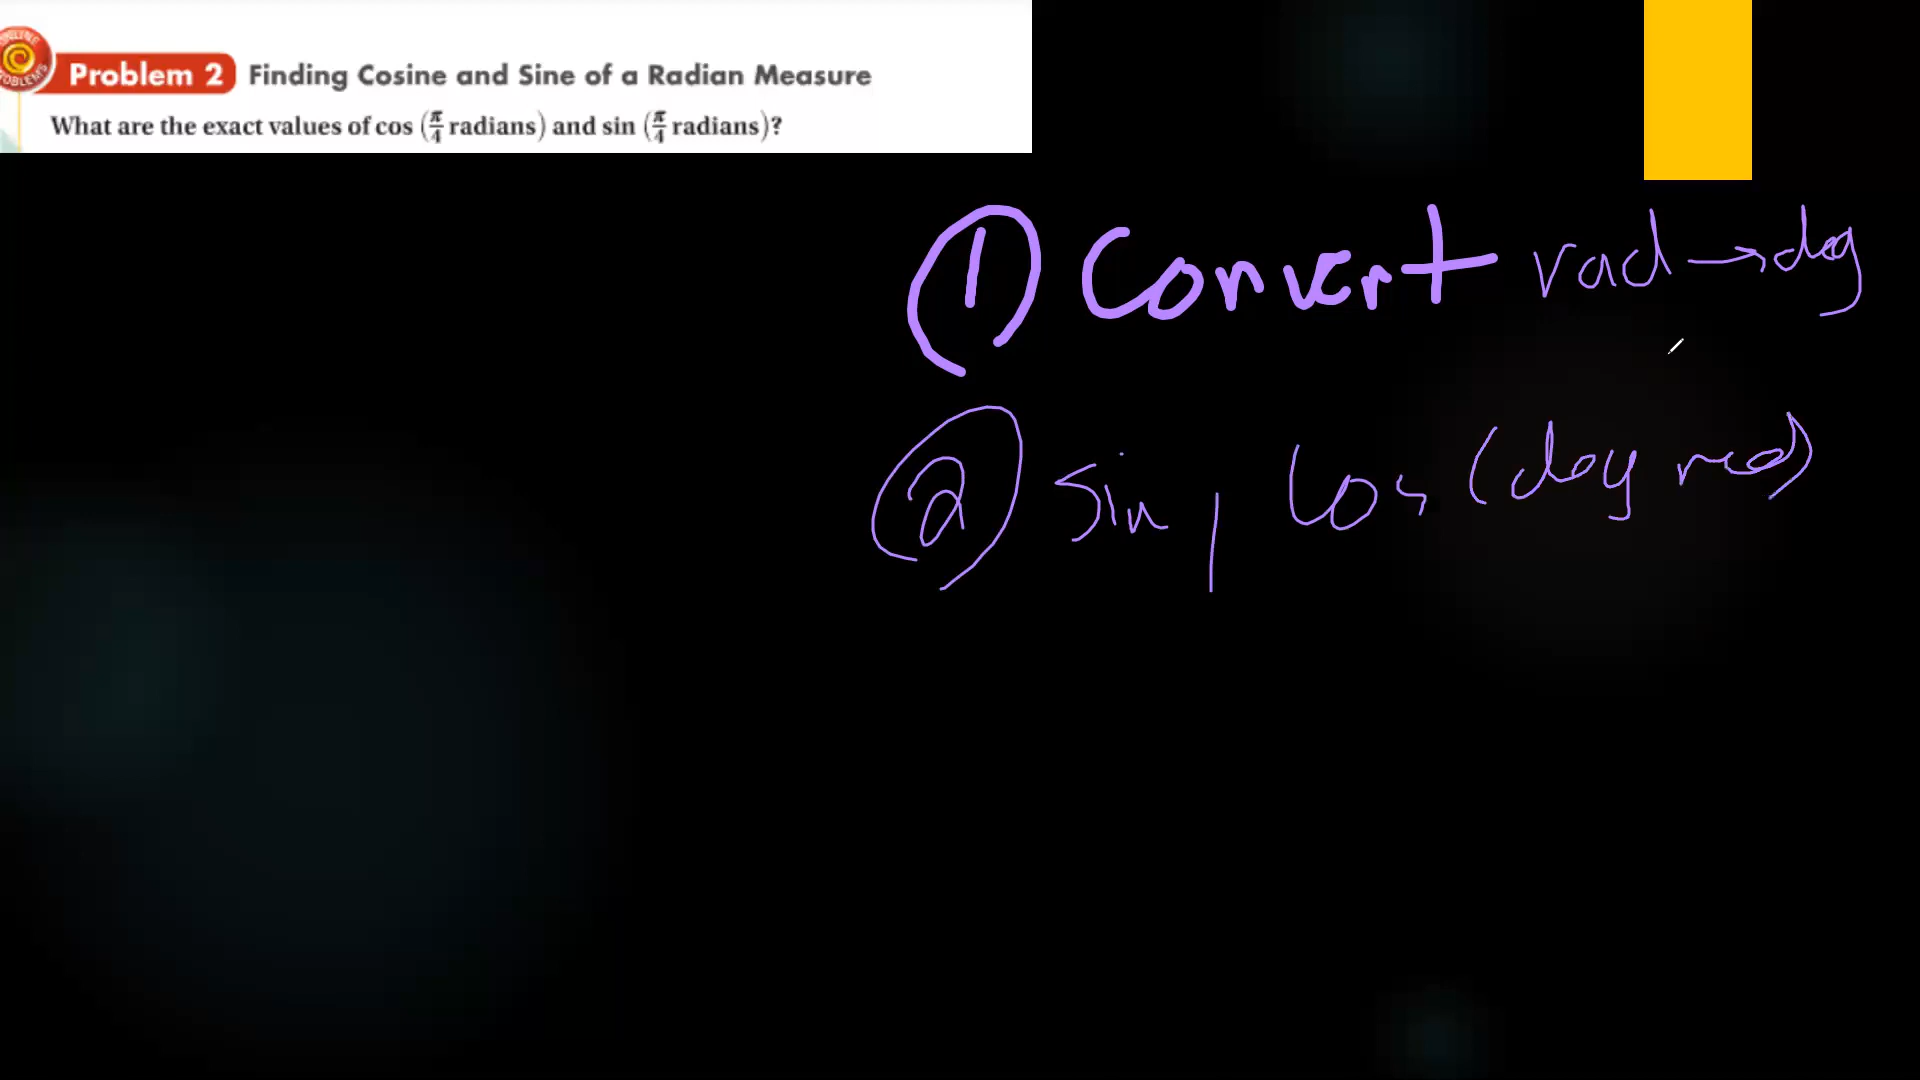 Problem 2 Finding Cosine and Sine of a Radian Measure
What are the exact values of cos (π/4 radians) and sin (π/4 radians)?
① Convert rad → deg
② sin, cos (deg